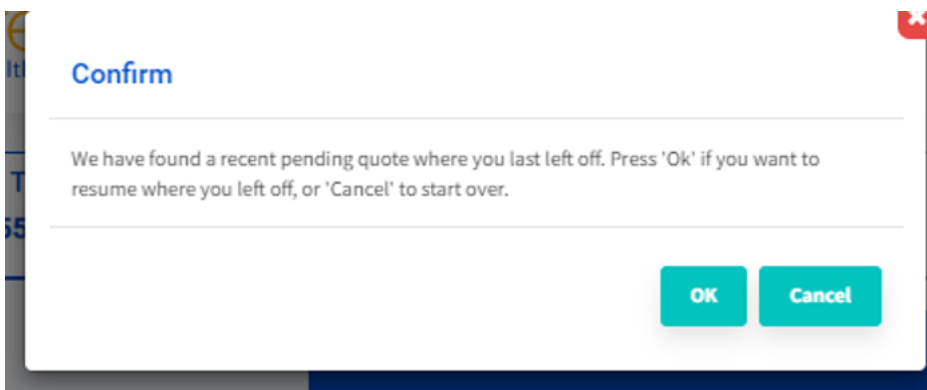 Confirm
We have found a recent pending quote where you last left off. Press 'Ok' if you want to
resume where you left off, or 'Cancel' to start over.
OK
Cancel